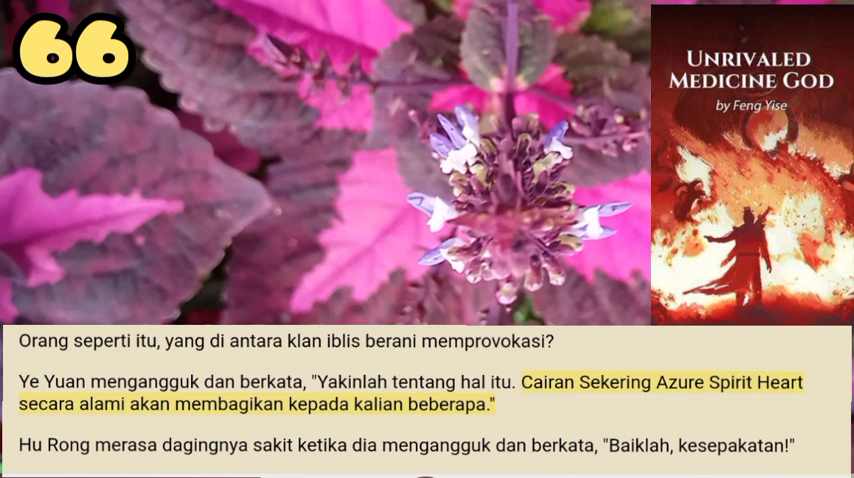 66
UNRIVALED
MEDICINE GOD
by Feng Yise
Orang seperti itu, yang di antara klan iblis berani memprovokasi?
Ye Yuan mengangguk dan berkata, "Yakinlah tentang hal itu. Cairan Sekering Azure Spirit Heart
secara alami akan membagikan kepada kalian beberapa."
Hu Rong merasa dagingnya sakit ketika dia mengangguk dan berkata, "Baiklah, kesepakatan!"